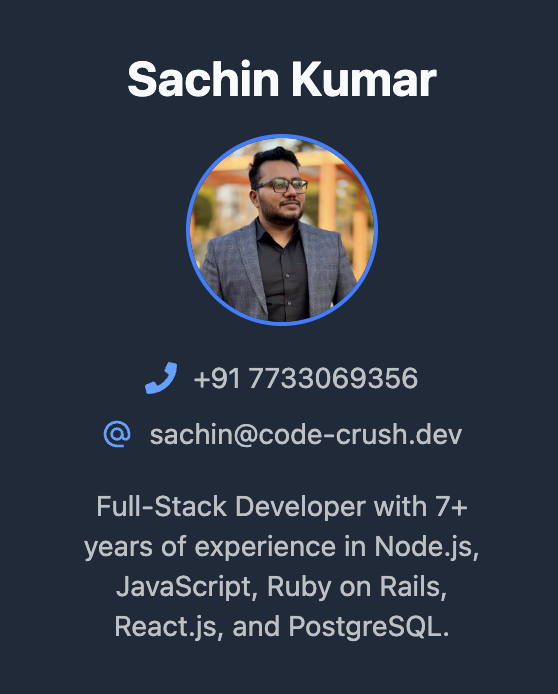 Sachin Kumar
+91 7733069356
sachin@code-crush.dev
Full-Stack Developer with 7+
years of experience in Node.js,
JavaScript, Ruby on Rails,
React.js, and PostgreSQL.